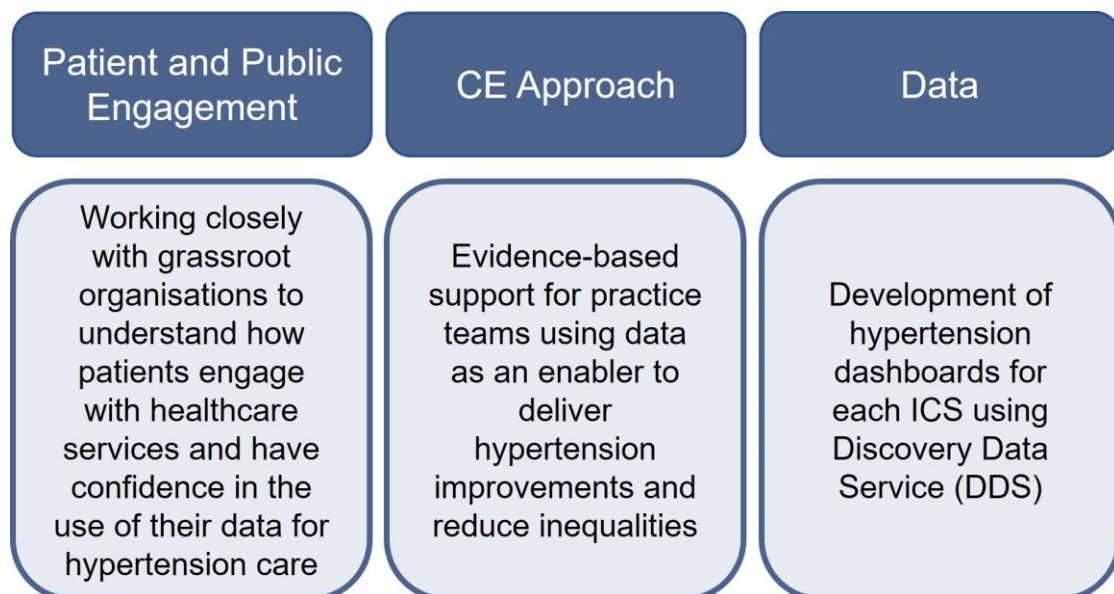 Patient and Public
Engagement
CE Approach
Data
Working closely
with grassroot
organisations to
understand how
patients engage
with healthcare
services and have
confidence in the
use of their data for
hypertension care
Evidence-based
support for practice
teams using data
as an enabler to
deliver
hypertension
improvements and
reduce inequalities
Development of
hypertension
dashboards for
each ICS using
Discovery Data
Service (DDS)